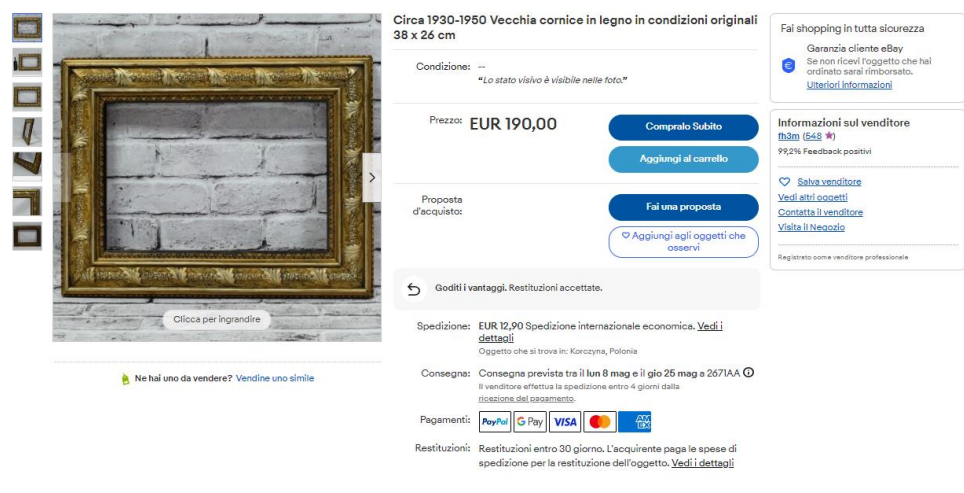 Circa 1930-1950 Vecchia cornice in legno in condizioni originali
38 x 26 cm
Condizione: --
“Lo stato visivo è visibile nelle foto.”
Prezzo: EUR 190,00
Compralo Subito
Aggiungi al carrello
Proposta
d'acquisto:
Fai una proposta
Aggiungi agli oggetti che
osservi
Goditi i vantaggi. Restituzioni accettate.
Spedizione: EUR 12,90 Spedizione internazionale economica. Vedi i
dettagli
Oggetto che si trova in: Korczyna, Polonia
Consegna: Consegna prevista tra il lun 8 mag e il gio 25 mag a 2671AA
Il venditore effettua la spedizione entro 4 giorni dalla
ricezione del pagamento.
Pagamenti: PayPal G Pay VISA AM EX
Restituzioni: Restituzioni entro 30 giorno. L'acquirente paga le spese di
spedizione per la restituzione dell'oggetto. Vedi i dettagli
Clicca per ingrandire
Ne hai uno da vendere? Vendine uno simile
Fai shopping in tutta sicurezza
Garanzia cliente eBay
Se non ricevi l'oggetto che hai
ordinato sarai rimborsato.
Ulteriori informazioni
Informazioni sul venditore
fh3m (548)
99,2% Feedback positivi
Salva venditore
Vedi altri oggetti
Contatta il venditore
Visita il Negozio
Registrato come venditore professionale